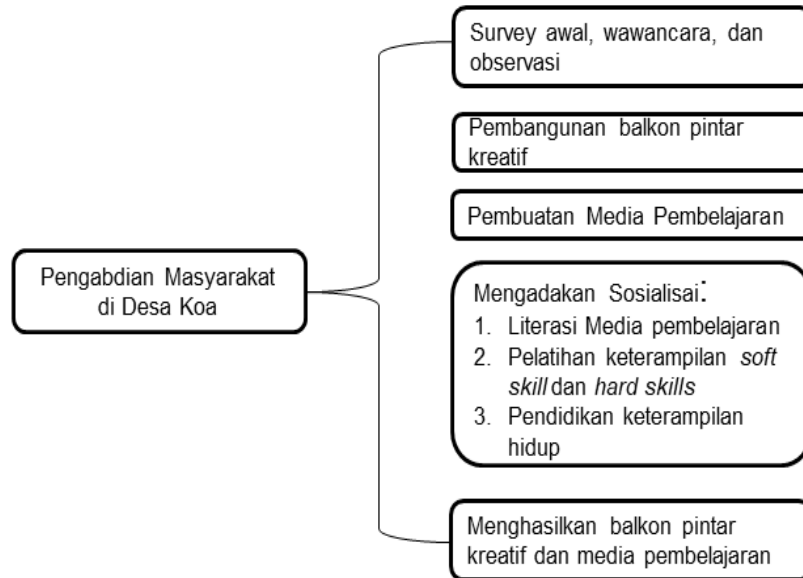 Survey awal, wawancara, dan
observasi
Pembangunan balkon pintar
kreatif
Pembuatan Media Pembelajaran
Pengabdian Masyarakat
di Desa Koa
Mengadakan Sosialisai:
1. Literasi Media pembelajaran
2. Pelatihan keterampilan soft
skill dan hard skills
3. Pendidikan keterampilan
hidup
Menghasilkan balkon pintar
kreatif dan media pembelajaran